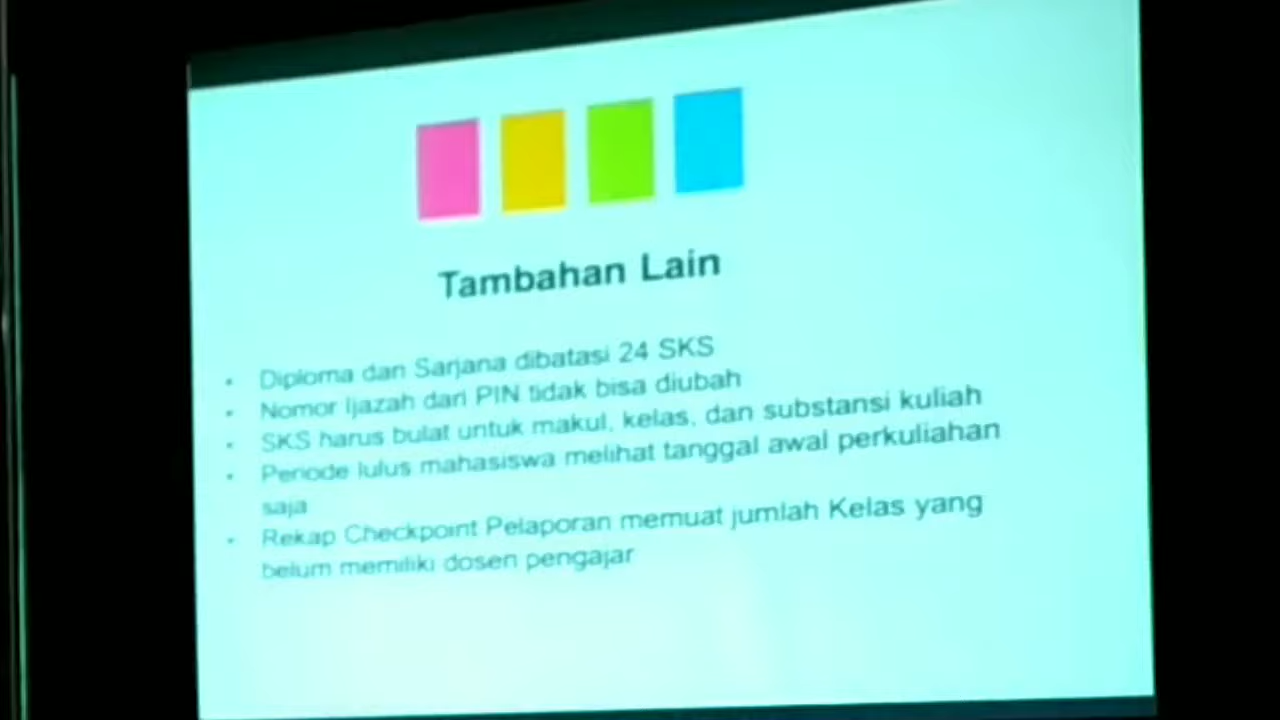 Tambahan Lain
• Diploma dan Sarjana dibatasi 24 SKS
• Nomor Ijazah dari PIN tidak bisa diubah
• SKS harus bulat untuk makul, kelas, dan substansi kuliah
• Periode lulus mahasiswa melihat tanggal awal perkuliahan
saja
• Rekap Checkpoint Pelaporan memuat jumlah Kelas yang
belum memiliki dosen pengajar